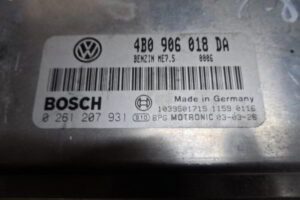 4B0 906 018 DA
BENZIN ME7.5 0006
BOSCH
Made in Germany
1039S01715 1159 0116
0 261 207 931 BPG MOTRONIC 03-03-28